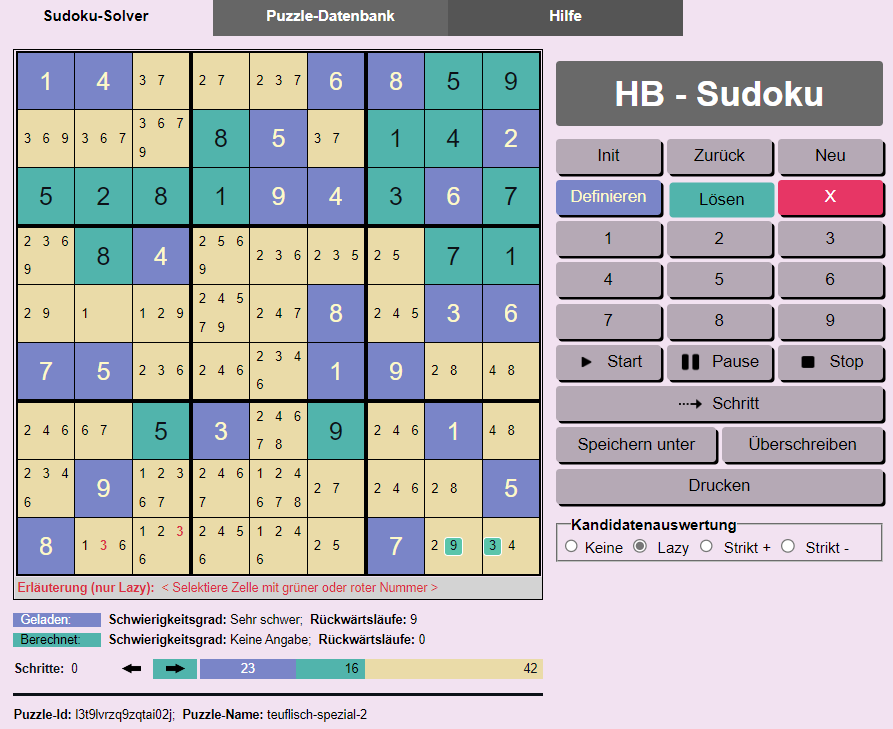 Sudoku-Solver Puzzle-Datenbank Hilfe
HB - Sudoku
1 4 3 7 2 7 2 3 7 6 8 5 9
3 6 9 3 6 7 3 6 7 9 8 5 3 7 1 4 2
5 2 8 1 9 4 3 6 7
2 3 6 9 8 4 2 5 6 9 2 3 6 2 3 5 2 5 7 1
2 9 1 1 2 9 2 4 5 7 9 2 4 7 8 2 4 5 3 6
7 5 2 3 6 2 4 6 2 3 4 6 1 9 2 8 4 8
2 4 6 6 7 5 3 2 4 6 7 8 9 2 4 6 1 4 8
2 3 4 6 9 1 2 3 6 7 2 4 6 7 1 2 4 6 7 8 2 7 2 4 6 2 8 5
8 1 3 6 1 2 3 6 2 4 5 6 1 2 4 6 2 5 7 2 9 3 4
Init Zurück Neu
Definieren Lösen X
1 2 3
4 5 6
7 8 9
Start Pause Stop
Schritt
Speichern unter Überschreiben
Drucken
Kandidatenauswertung
Keine Lazy Strikt + Strikt -
Erläuterung (nur Lazy): < Selektiere Zelle mit grüner oder roter Nummer >
Geladen: Schwierigkeitsgrad: Sehr schwer; Rückwärtsläufe: 9
Berechnet: Schwierigkeitsgrad: Keine Angabe; Rückwärtsläufe: 0
Schritte: 0 23 16 42
Puzzle-Id: l3t9lvrzq9zqtai02j; Puzzle-Name: teuflisch-spezial-2